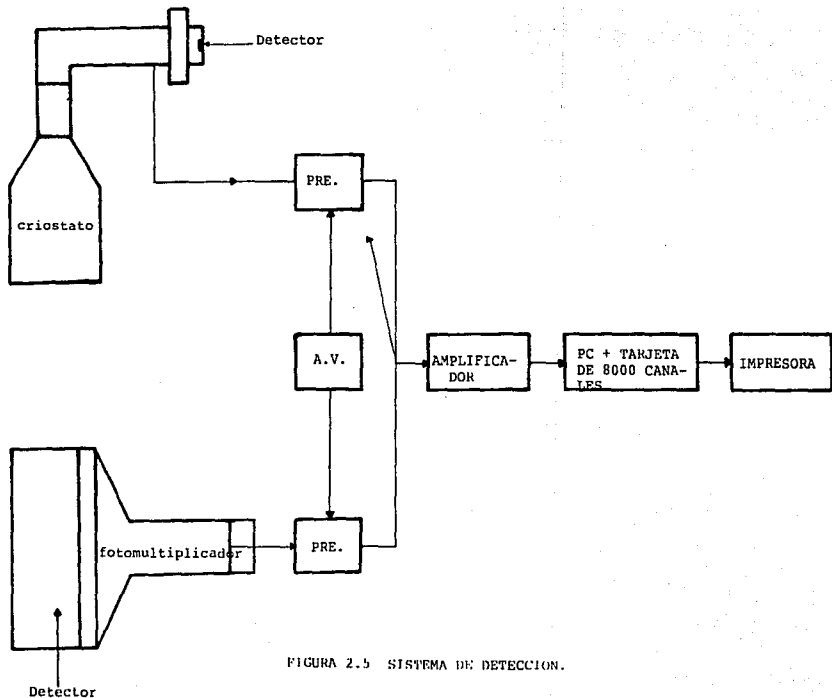 Detector
PRE.
criostato
A.V.
AMPLIFICA-
DOR
PC + TARJETA
DE 8000 CANA-
LES
IMPRESORA
fotomultiplicador
PRE.
FIGURA 2.5 SISTEMA DE DETECCION.
Detector